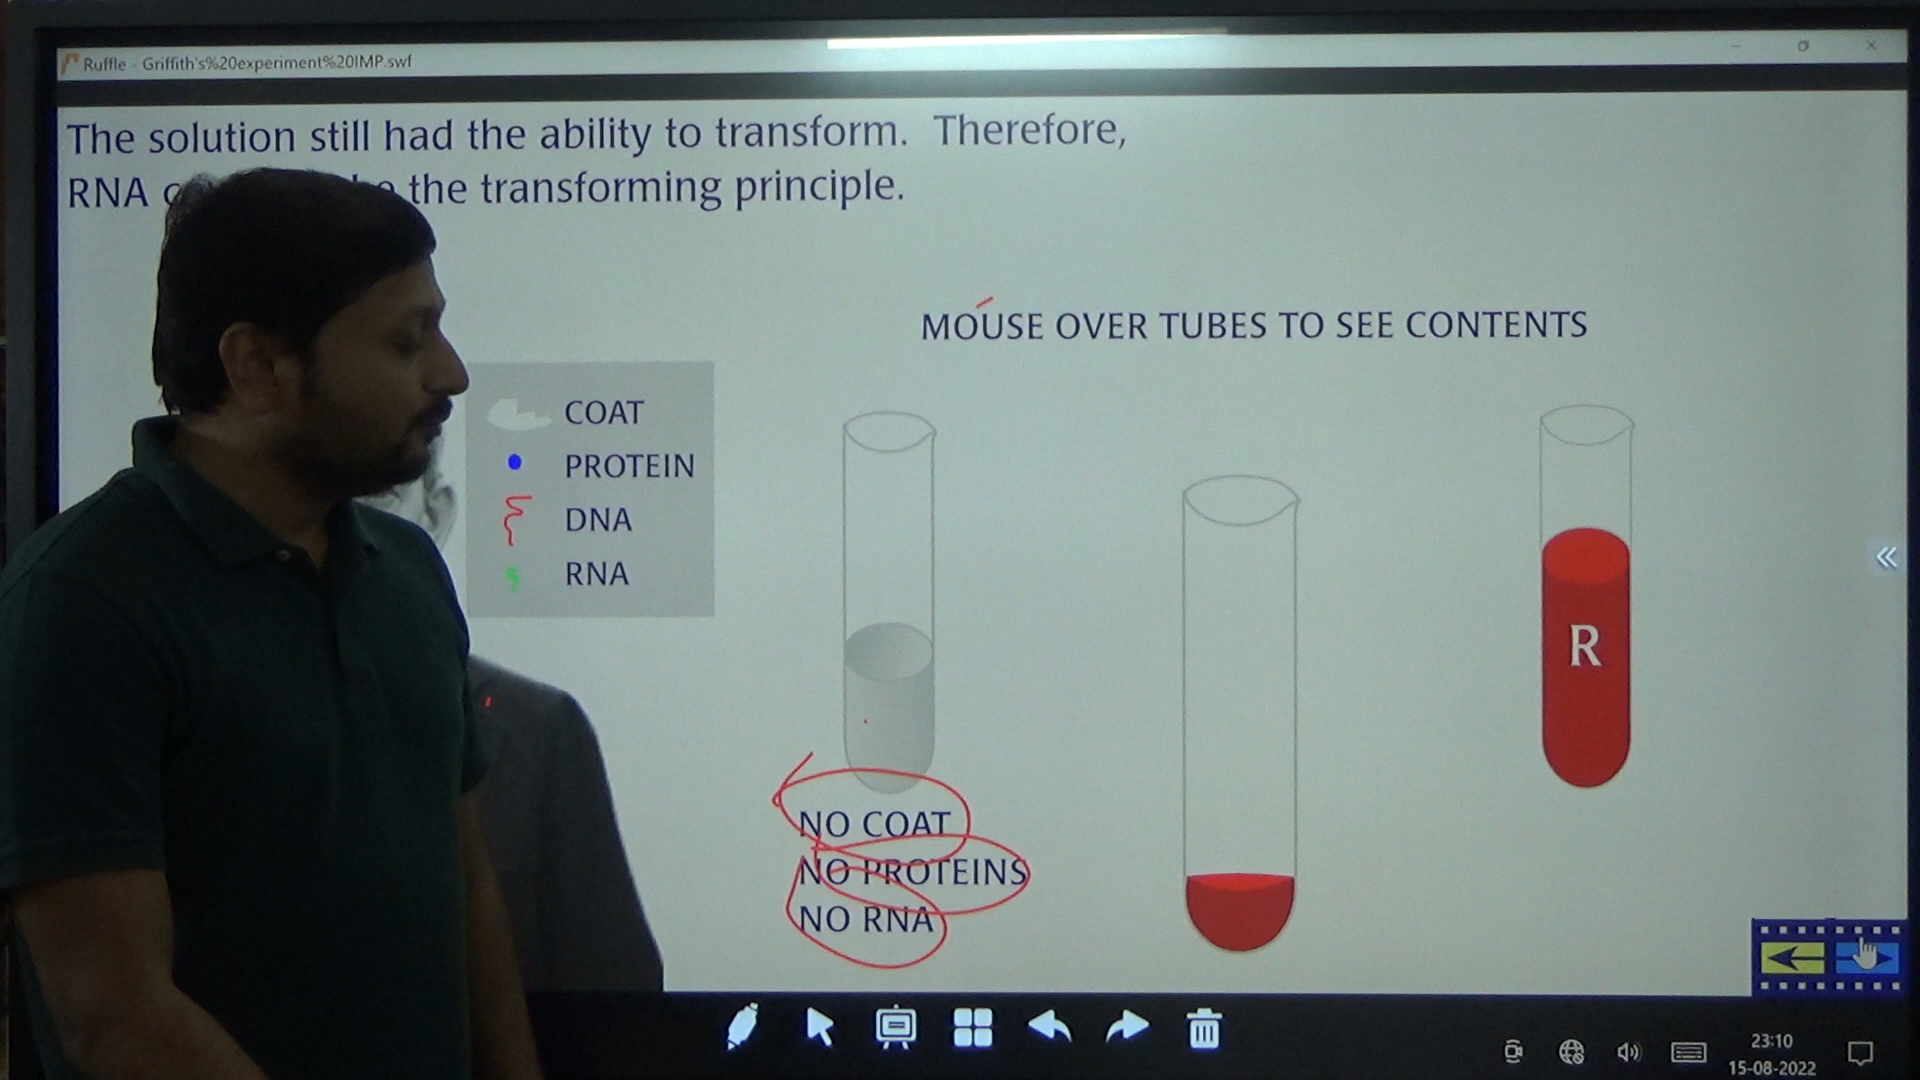 Ruffle - Griffith's%20experiment%20IMP.swf
The solution still had the ability to transform. Therefore,
RNA the transforming principle.
MOUSE OVER TUBES TO SEE CONTENTS
COAT
PROTEIN
DNA
RNA
R
NO COAT
NO PROTEINS
NO RNA
23:10
15-08-2022